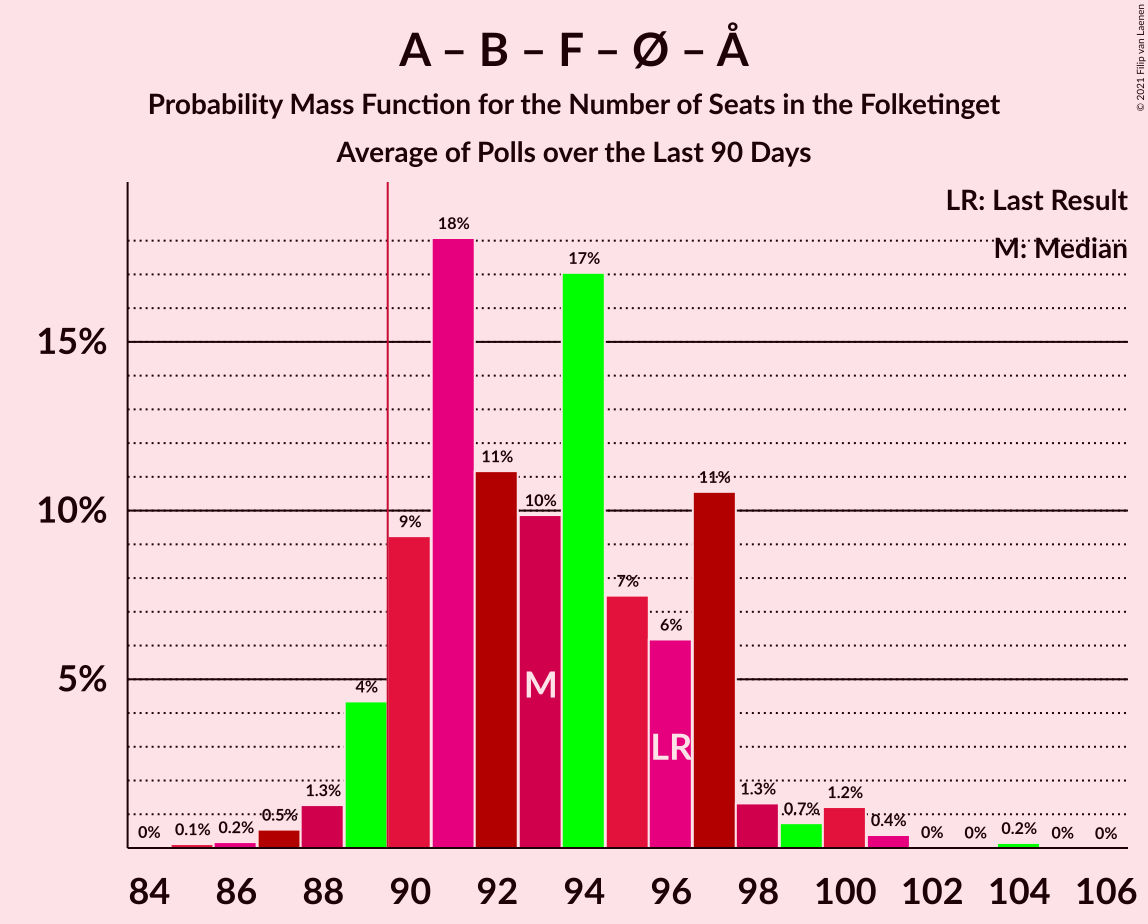 A – B – F – Ø – Å
Probability Mass Function for the Number of Seats in the Folketinget
Average of Polls over the Last 90 Days
© 2021 Filip van Laenen
LR: Last Result
M: Median
18%
17%
15%
11%
11%
10%
10%
9%
7%
6%
5%
4%
M
LR
1.3%
1.3%
1.2%
0.7%
0.5%
0.4%
0.2%
0.2%
0.1%
0%
0%
0%
0%
0%
84 86 88 90 92 94 96 98 100 102 104 106